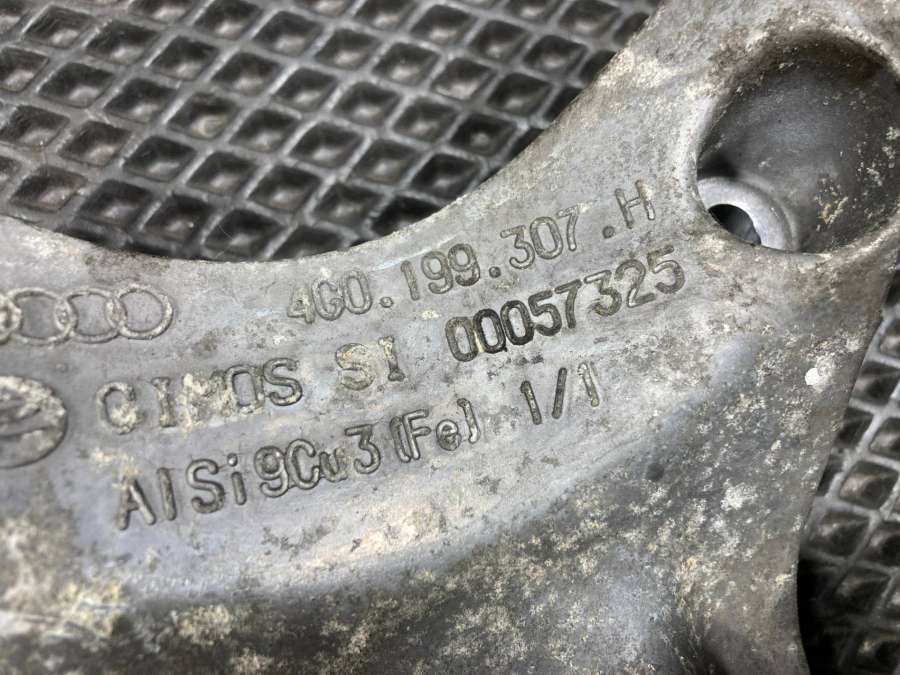 4G0.199.307.H
CIMOS SI 00057325
AlSi9Cu3(Fe) 1/1